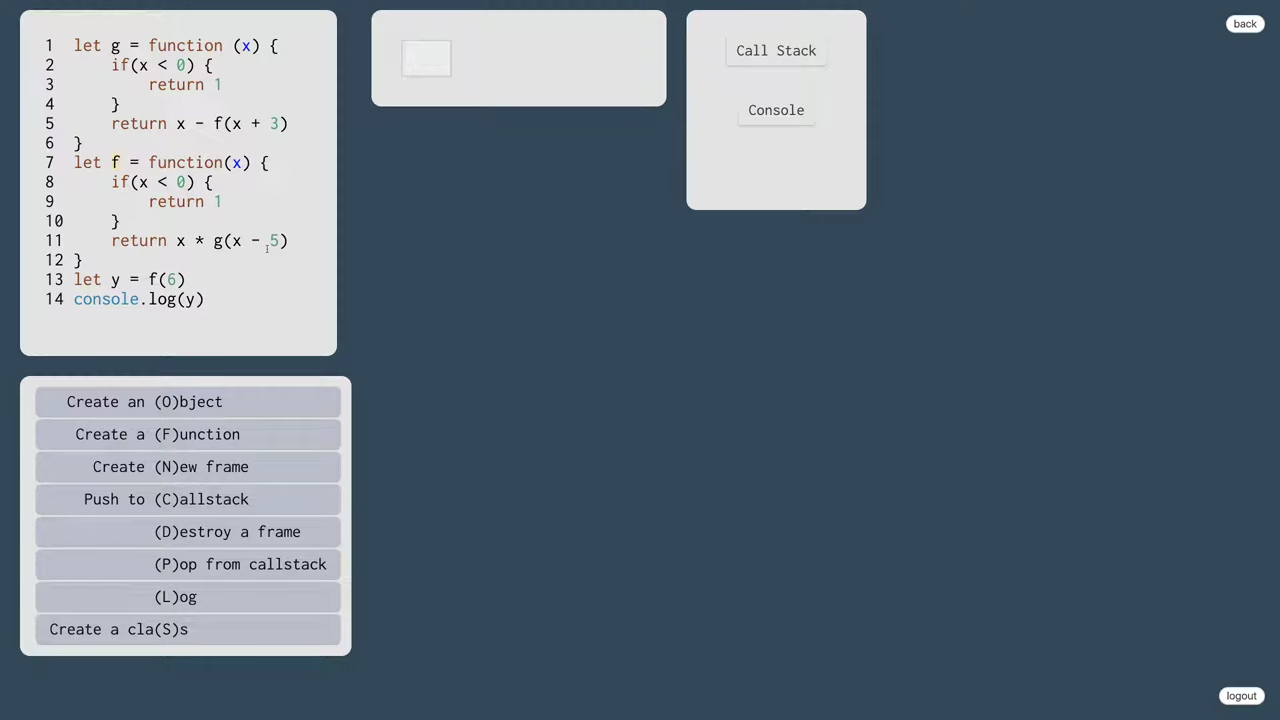 1 let g = function (x) {
2 if(x < 0) {
3 return 1
4 }
5 return x - f(x + 3)
6 }
7 let f = function(x) {
8 if(x < 0) {
9 return 1
10 }
11 return x * g(x - 5)
12 }
13 let y = f(6)
14 console.log(y)
Create an (O)bject
Create a (F)unction
Create (N)ew frame
Push to (C)allstack
(D)estroy a frame
(P)op from callstack
(L)og
Create a cla(S)s
Call Stack
Console
back
logout